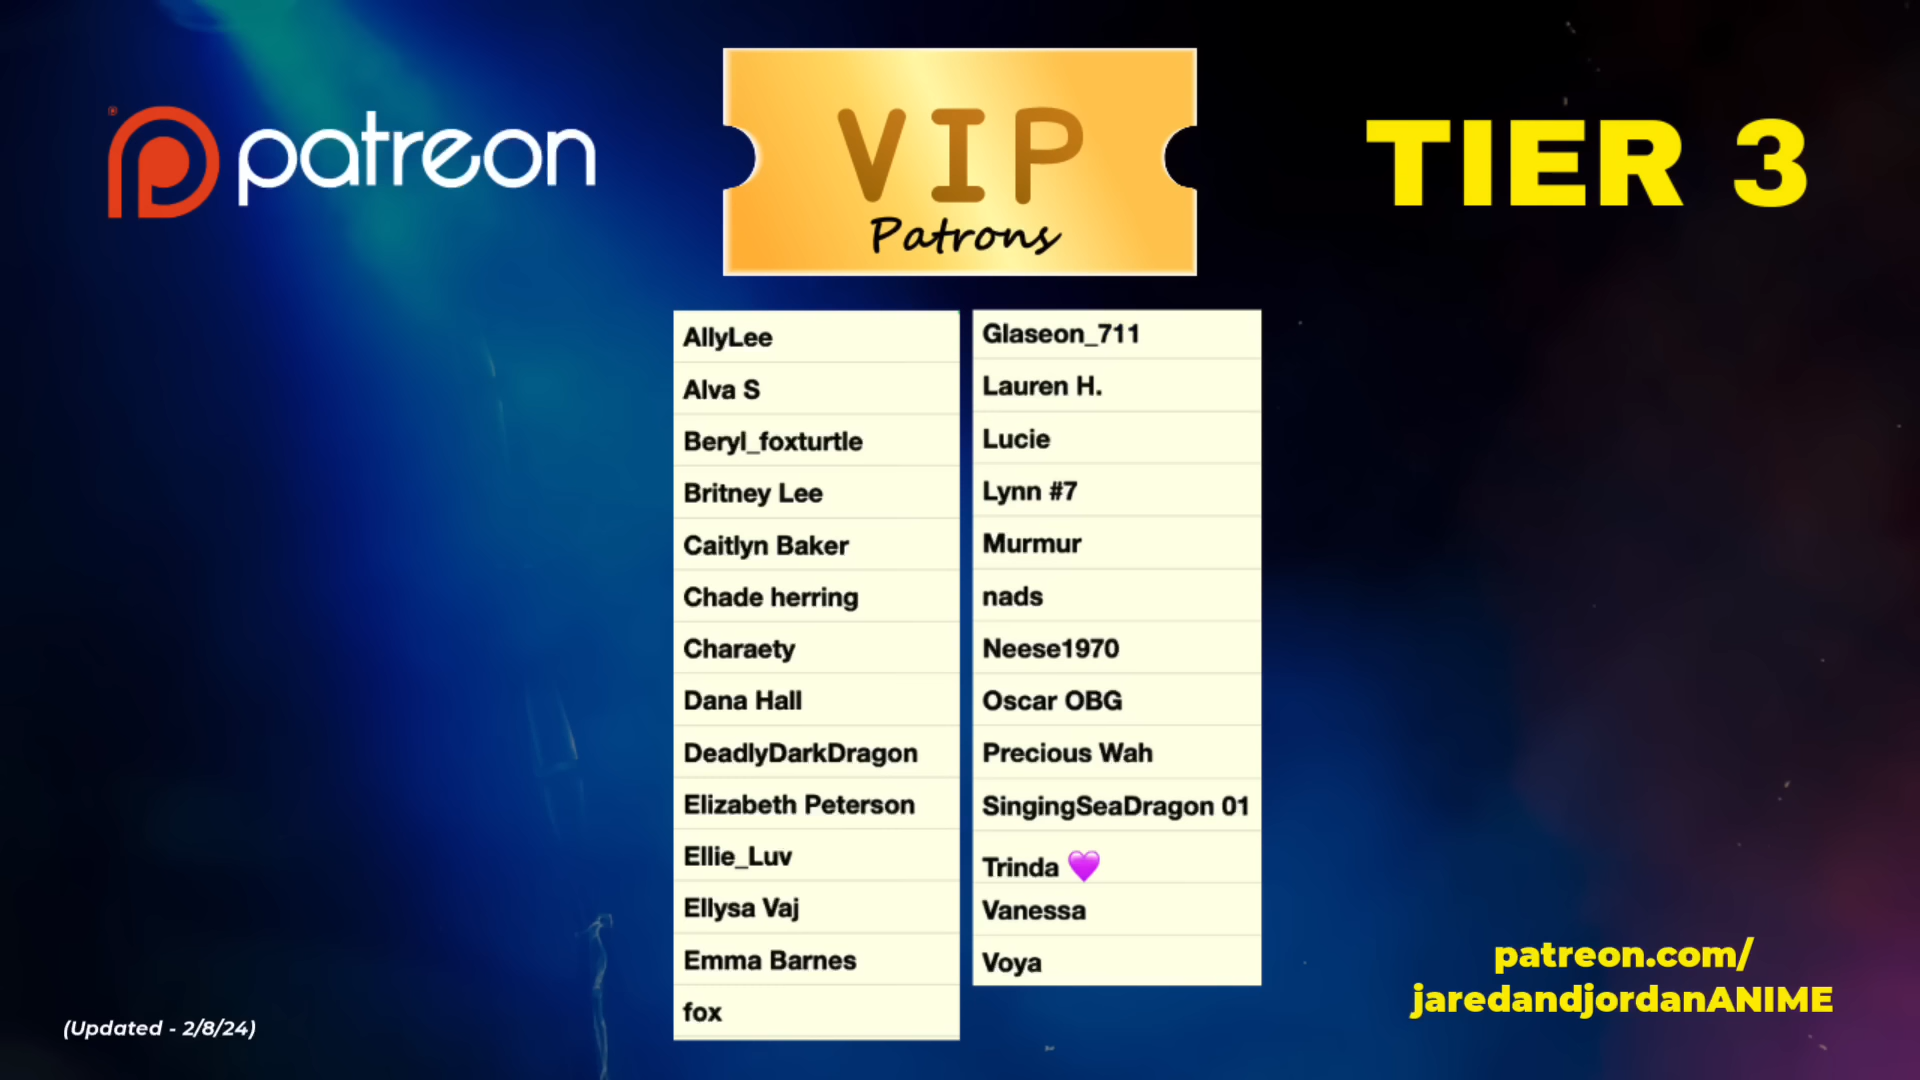 patreon
VIP
Patrons
TIER 3
AllyLee
Alva S
Beryl_foxturtle
Britney Lee
Caitlyn Baker
Chade herring
Charaety
Dana Hall
DeadlyDarkDragon
Elizabeth Peterson
Ellie_Luv
Ellysa Vaj
Emma Barnes
fox
Glaseon_711
Lauren H.
Lucie
Lynn #7
Murmur
nads
Neese1970
Oscar OBG
Precious Wah
SingingSeaDragon 01
Trinda 💜
Vanessa
Voya
(Updated - 2/8/24)
patreon.com/
jaredandjordanANIME